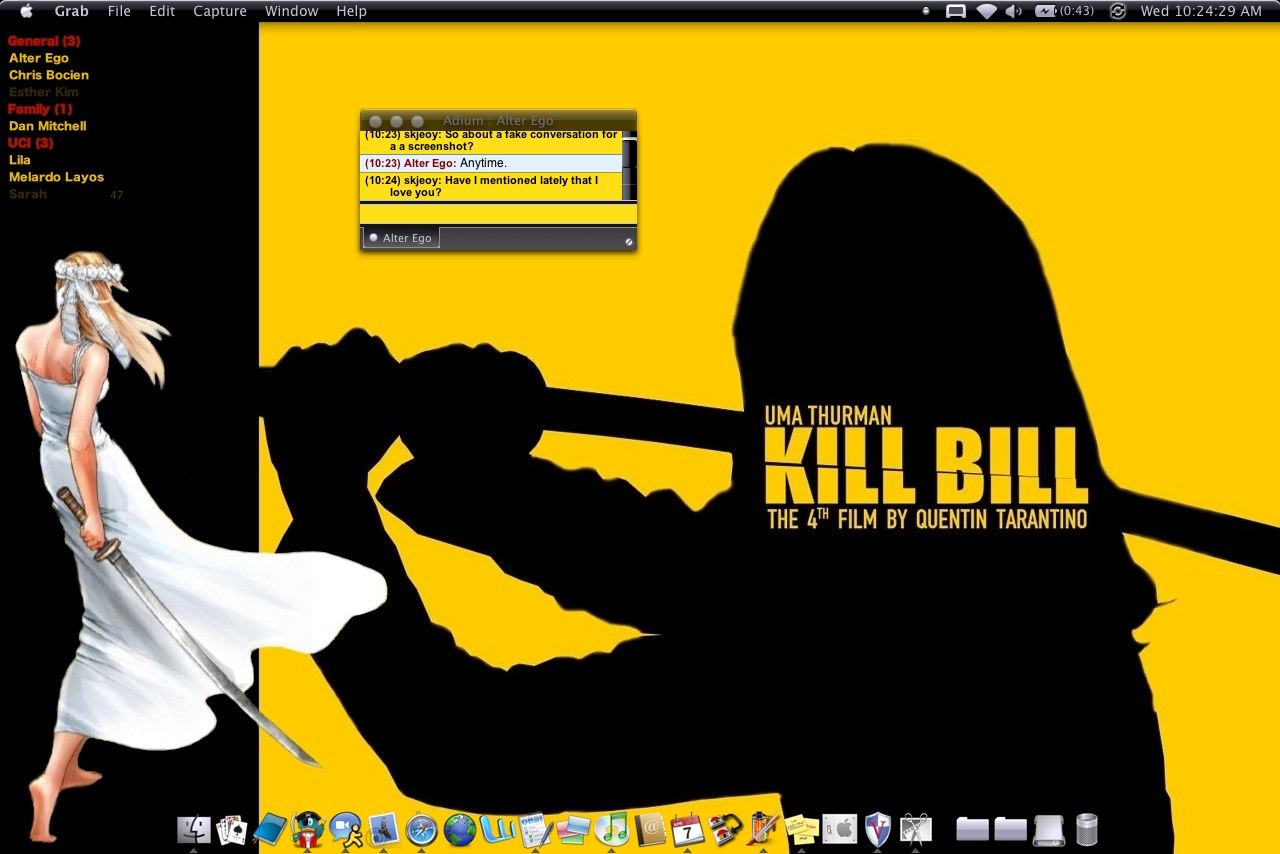 Grab File Edit Capture Window Help (0:43) Wed 10:24:29 AM
General (3)
Alter Ego
Chris Bocien
Esther Kim
Family (1)
Dan Mitchell
UCI (3)
Lila
Melardo Layos
Sarah 47
Adium : Alter Ego
(10:23) skjeoy: So about a fake conversation for
a a screenshot?
(10:23) Alter Ego: Anytime.
(10:24) skjeoy: Have I mentioned lately that I
love you?
Alter Ego
UMA THURMAN
KILL BILL
THE 4TH FILM BY QUENTIN TARANTINO
7